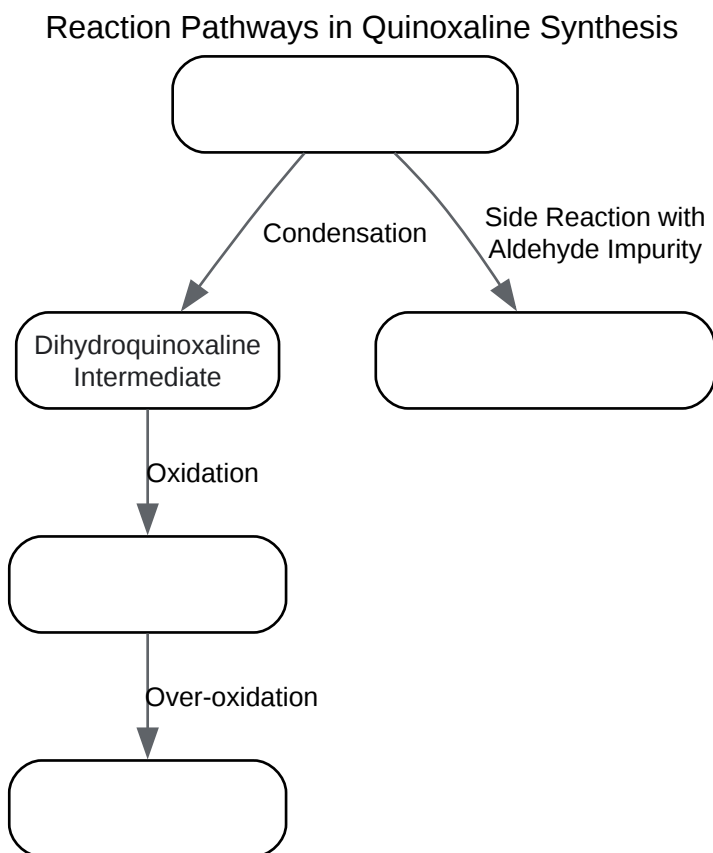 Reaction Pathways in Quinoxaline Synthesis
Condensation
Side Reaction with
Aldehyde Impurity
Dihydroquinoxaline
Intermediate
Oxidation
Over-oxidation